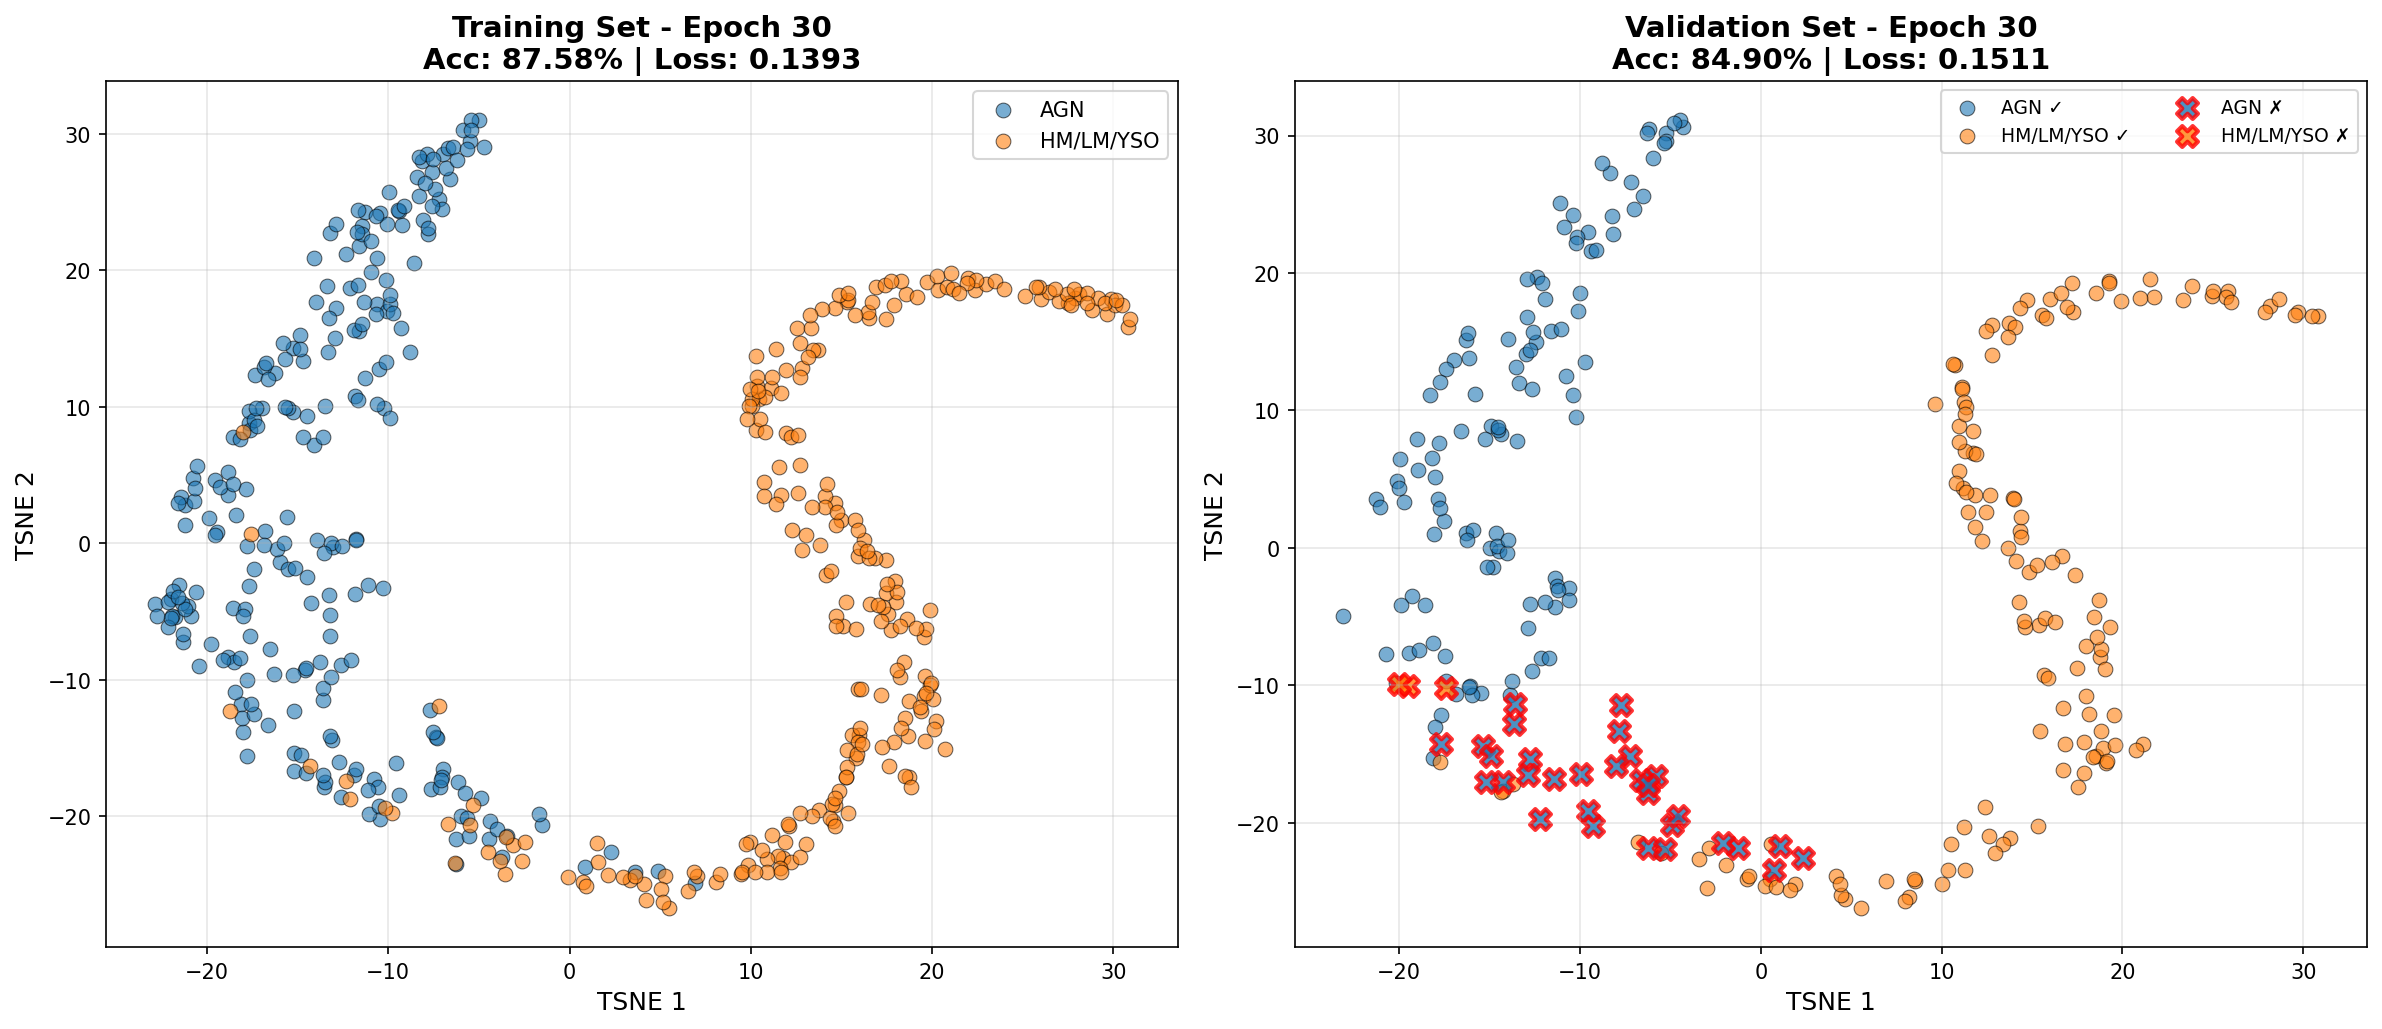 Training Set - Epoch 30
Acc: 87.58% | Loss: 0.1393
AGN
HM/LM/YSO
30
20
10
0
−10
−20
TSNE 2
−20
−10
0
10
20
30
TSNE 1
Validation Set - Epoch 30
Acc: 84.90% | Loss: 0.1511
AGN ✓
HM/LM/YSO ✓
AGN ✗
HM/LM/YSO ✗
30
20
10
0
−10
−20
TSNE 2
−20
−10
0
10
20
30
TSNE 1